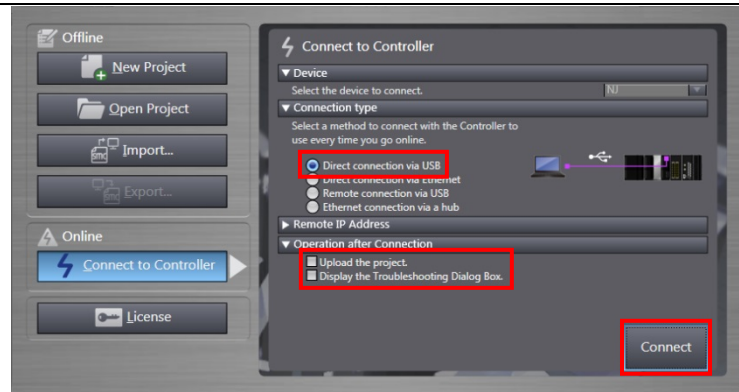 Offline
New Project
Open Project
Import...
Export...
Online
Connect to Controller
License
Connect to Controller
▼ Device
Select the device to connect.
NJ
▼ Connection type
Select a method to connect with the Controller to
use every time you go online.
Direct connection via USB
Direct connection via Ethernet
Remote connection via USB
Ethernet connection via a hub
▶ Remote IP Address
▼ Operation after Connection
Upload the project.
Display the Troubleshooting Dialog Box.
Connect